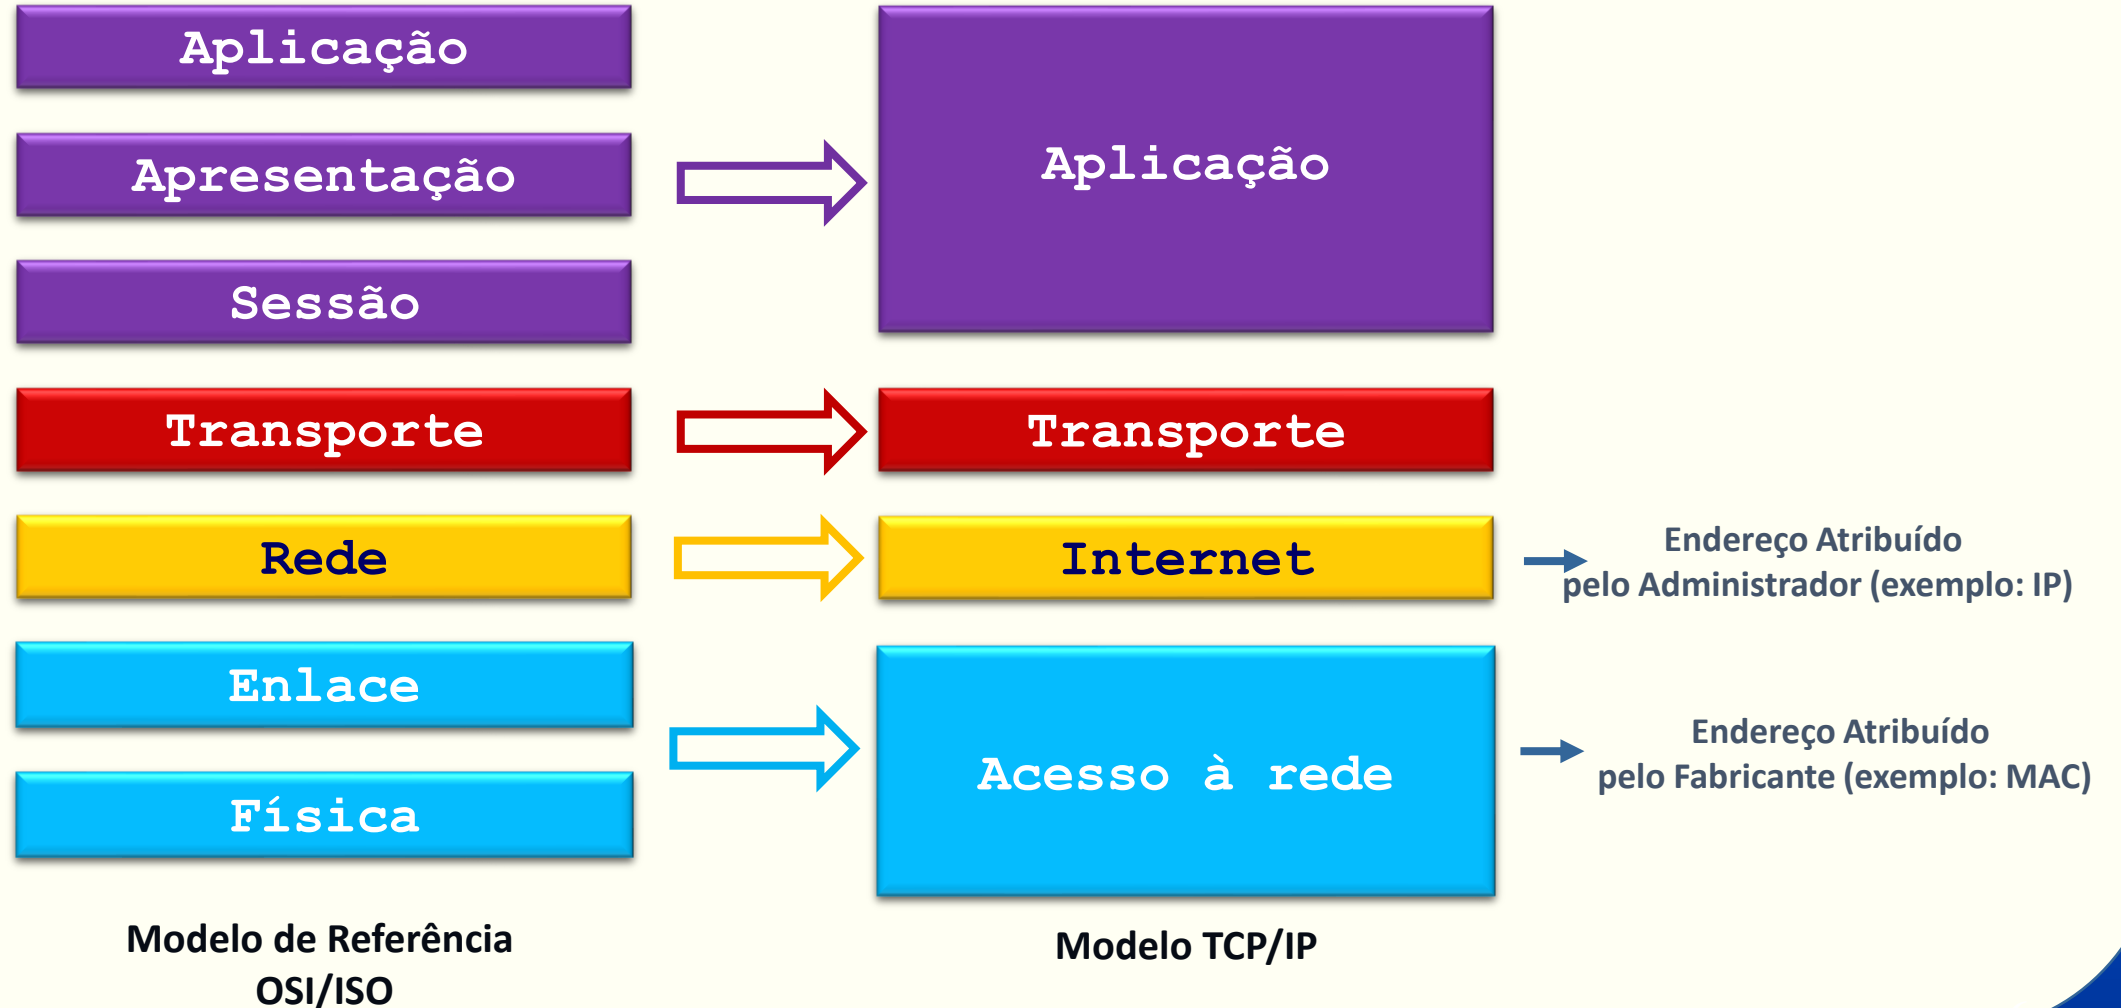 Aplicação
Apresentação
Sessão
Transporte
Rede
Enlace
Física
Modelo de Referência
OSI/ISO
Aplicação
Transporte
Internet
Acesso à rede
Modelo TCP/IP
Endereço Atribuído
pelo Administrador (exemplo: IP)
Endereço Atribuído
pelo Fabricante (exemplo: MAC)